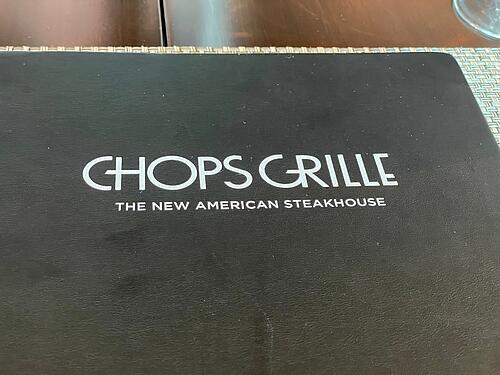 CHOPS GRILLE
THE NEW AMERICAN STEAKHOUSE